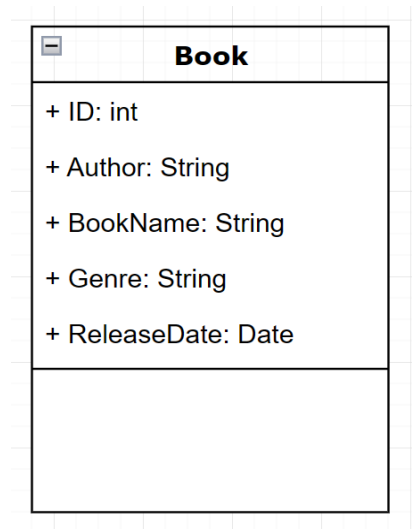 Book
+ ID: int
+ Author: String
+ BookName: String
+ Genre: String
+ ReleaseDate: Date